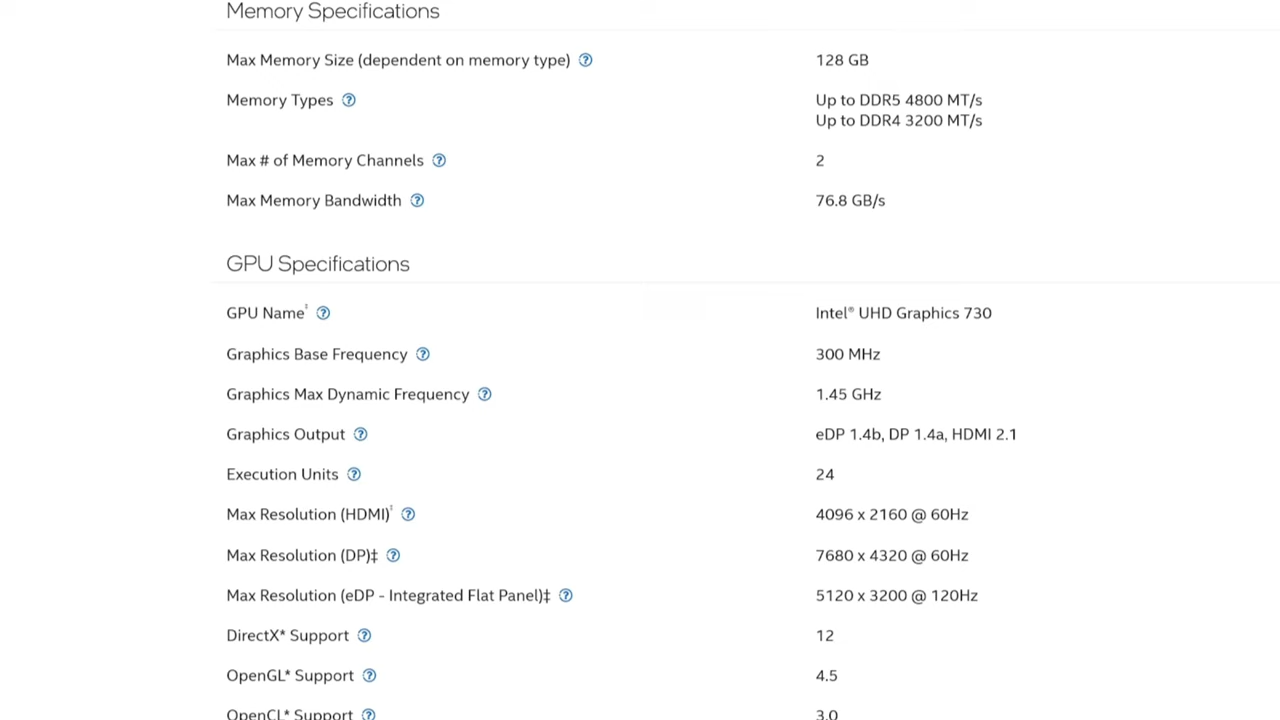 Memory Specifications
Max Memory Size (dependent on memory type) ? 128 GB
Memory Types ? Up to DDR5 4800 MT/s
Up to DDR4 3200 MT/s
Max # of Memory Channels ? 2
Max Memory Bandwidth ? 76.8 GB/s
GPU Specifications
GPU Name‡ ? Intel® UHD Graphics 730
Graphics Base Frequency ? 300 MHz
Graphics Max Dynamic Frequency ? 1.45 GHz
Graphics Output ? eDP 1.4b, DP 1.4a, HDMI 2.1
Execution Units ? 24
Max Resolution (HDMI)‡ ? 4096 x 2160 @ 60Hz
Max Resolution (DP)‡ ? 7680 x 4320 @ 60Hz
Max Resolution (eDP - Integrated Flat Panel)‡ ? 5120 x 3200 @ 120Hz
DirectX* Support ? 12
OpenGL* Support ? 4.5
OpenCL* Support ? 3.0